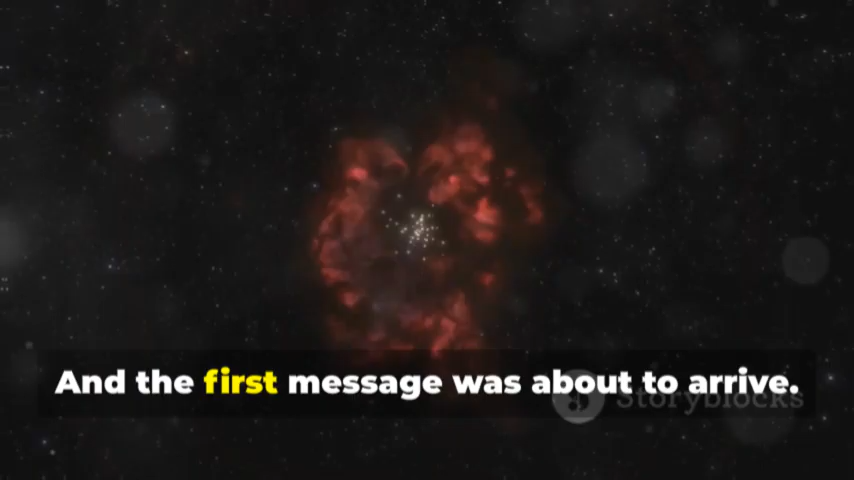 And the first message was about to arrive.
Storyblocks